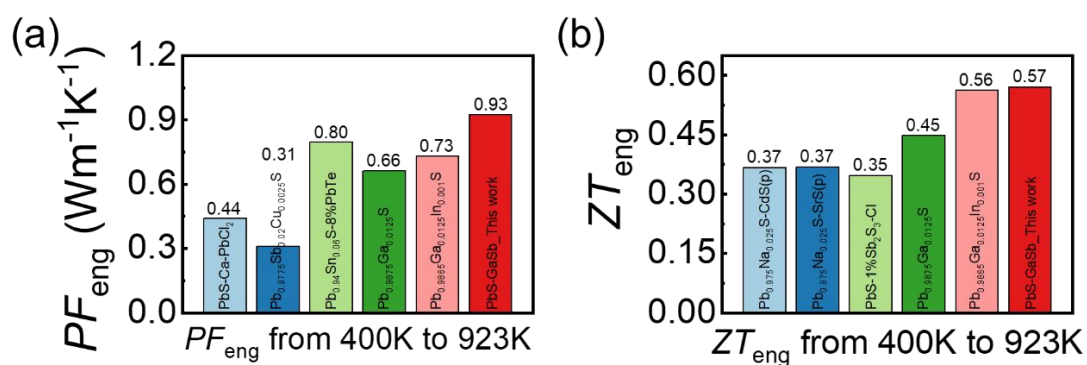 (a)
PF_eng (Wm⁻¹K⁻¹)
1.2
0.9
0.6
0.3
0.0
0.44
0.31
0.80
0.66
0.73
0.93
PbS-Ca-PbCl₂
Pb₀.₉₇₇₅Sb₀.₀₂Cu₀.₀₀₂₅S
Pb₀.₉₄Sn₀.₀₆S-8%PbTe
Pb₀.₉₈₇₅Ga₀.₀₁₂₅S
Pb₀.₉₈₆₅Ga₀.₀₁₂₅In₀.₀₀₁S
PbS-GaSb_This work
PF_eng from 400K to 923K
(b)
ZT_eng
0.60
0.45
0.30
0.15
0.00
0.37
0.37
0.35
0.45
0.56
0.57
Pb₀.₉₇₅Na₀.₀₂₅S-CdS(p)
Pb₀.₉₇₅Na₀.₀₂₅S-SrS(p)
PbS-1%Sb₂S₃-Cl
Pb₀.₉₈₇₅Ga₀.₀₁₂₅S
Pb₀.₉₈₆₅Ga₀.₀₁₂₅In₀.₀₀₁S
PbS-GaSb_This work
ZT_eng from 400K to 923K